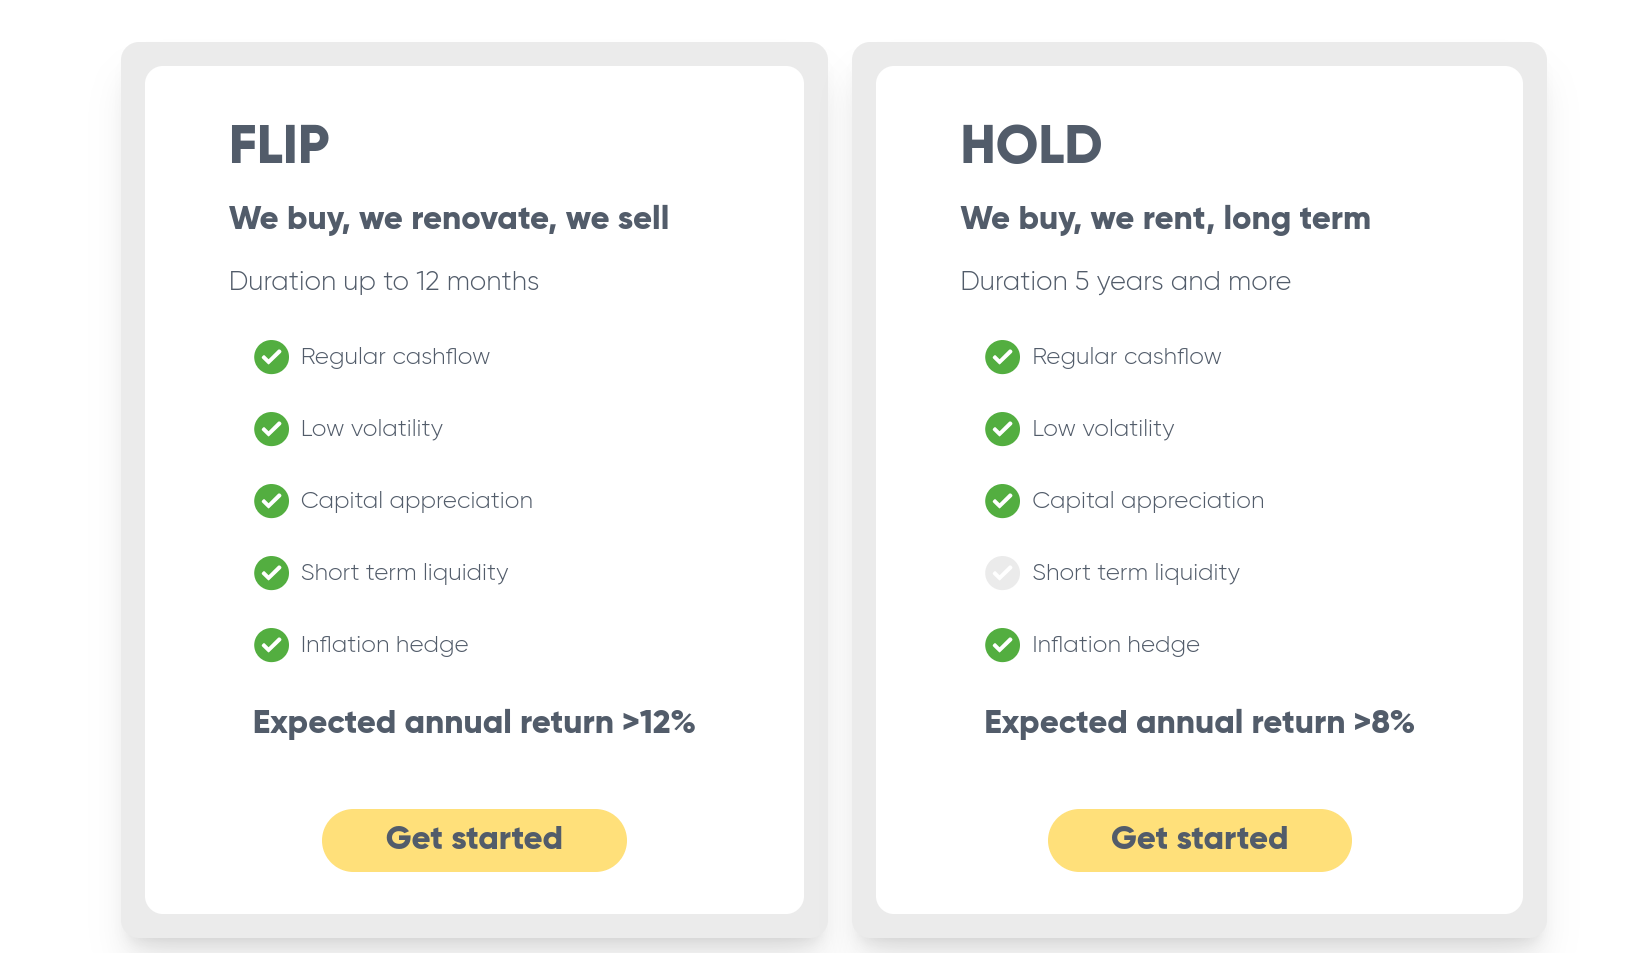 FLIP
We buy, we renovate, we sell
Duration up to 12 months
Regular cashflow
Low volatility
Capital appreciation
Short term liquidity
Inflation hedge
Expected annual return >12%
Get started
HOLD
We buy, we rent, long term
Duration 5 years and more
Regular cashflow
Low volatility
Capital appreciation
Short term liquidity
Inflation hedge
Expected annual return >8%
Get started